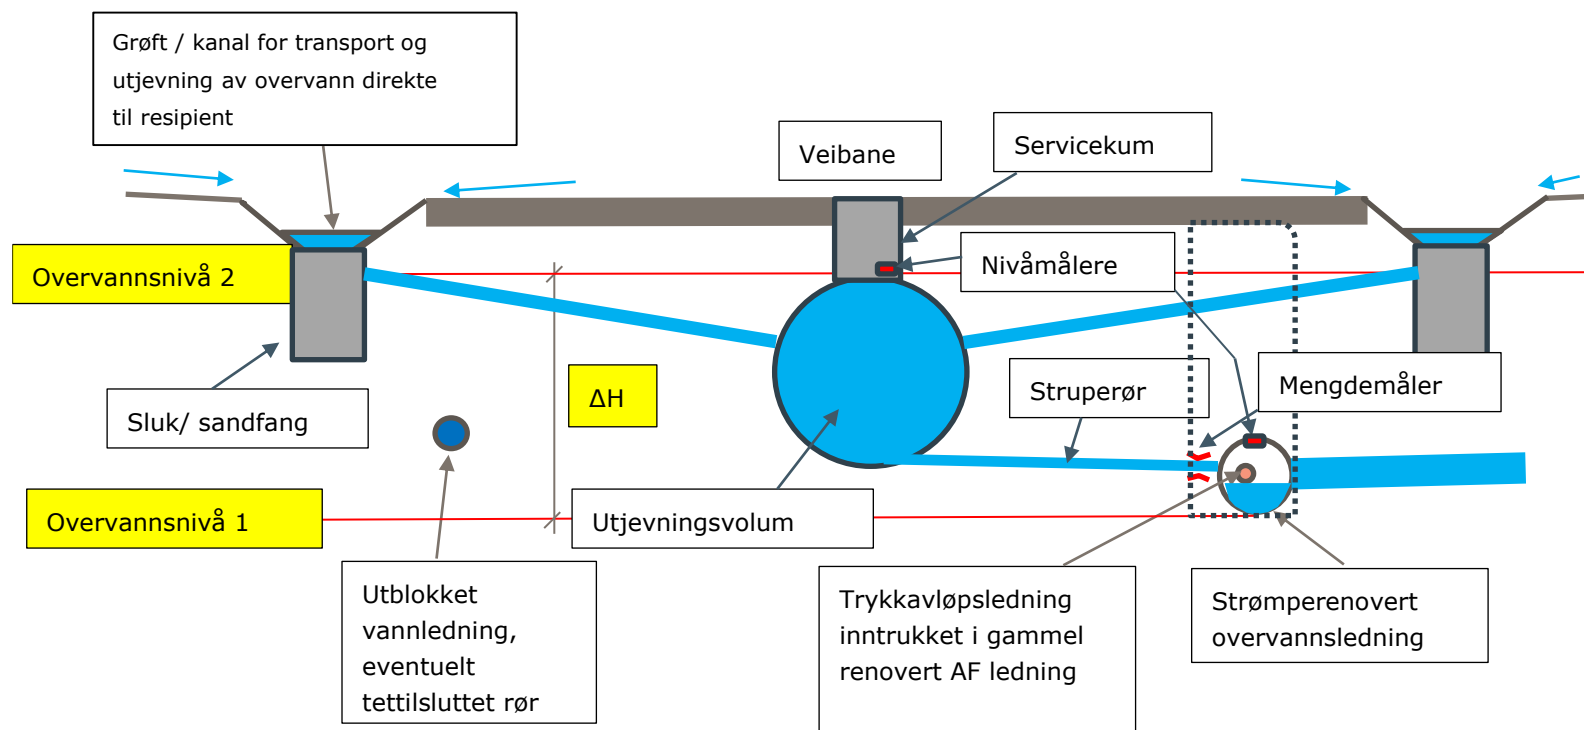 Grøft / kanal for transport og
utjevning av overvann direkte
til resipient
Veibane
Servicekum
Overvannsnivå 2
Nivåmålere
ΔH
Struperør
Mengdemåler
Sluk/ sandfang
Overvannsnivå 1
Utjevningsvolum
Utblokket
vannledning,
eventuelt
tettilsluttet rør
Trykkavløpsledning
inntrukket i gammel
renovert AF ledning
Strømperenovert
overvannsledning